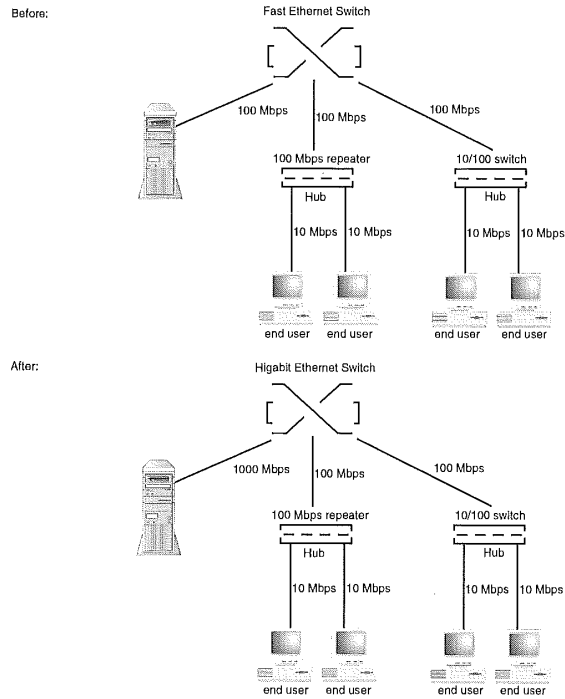 Before:
Fast Ethernet Switch
100 Mbps
100 Mbps
100 Mbps
100 Mbps repeater
10/100 switch
Hub
Hub
10 Mbps
10 Mbps
10 Mbps
10 Mbps
end user
end user
end user
end user
After:
Higabit Ethernet Switch
1000 Mbps
100 Mbps
100 Mbps
100 Mbps repeater
10/100 switch
Hub
Hub
10 Mbps
10 Mbps
10 Mbps
10 Mbps
end user
end user
end user
end user